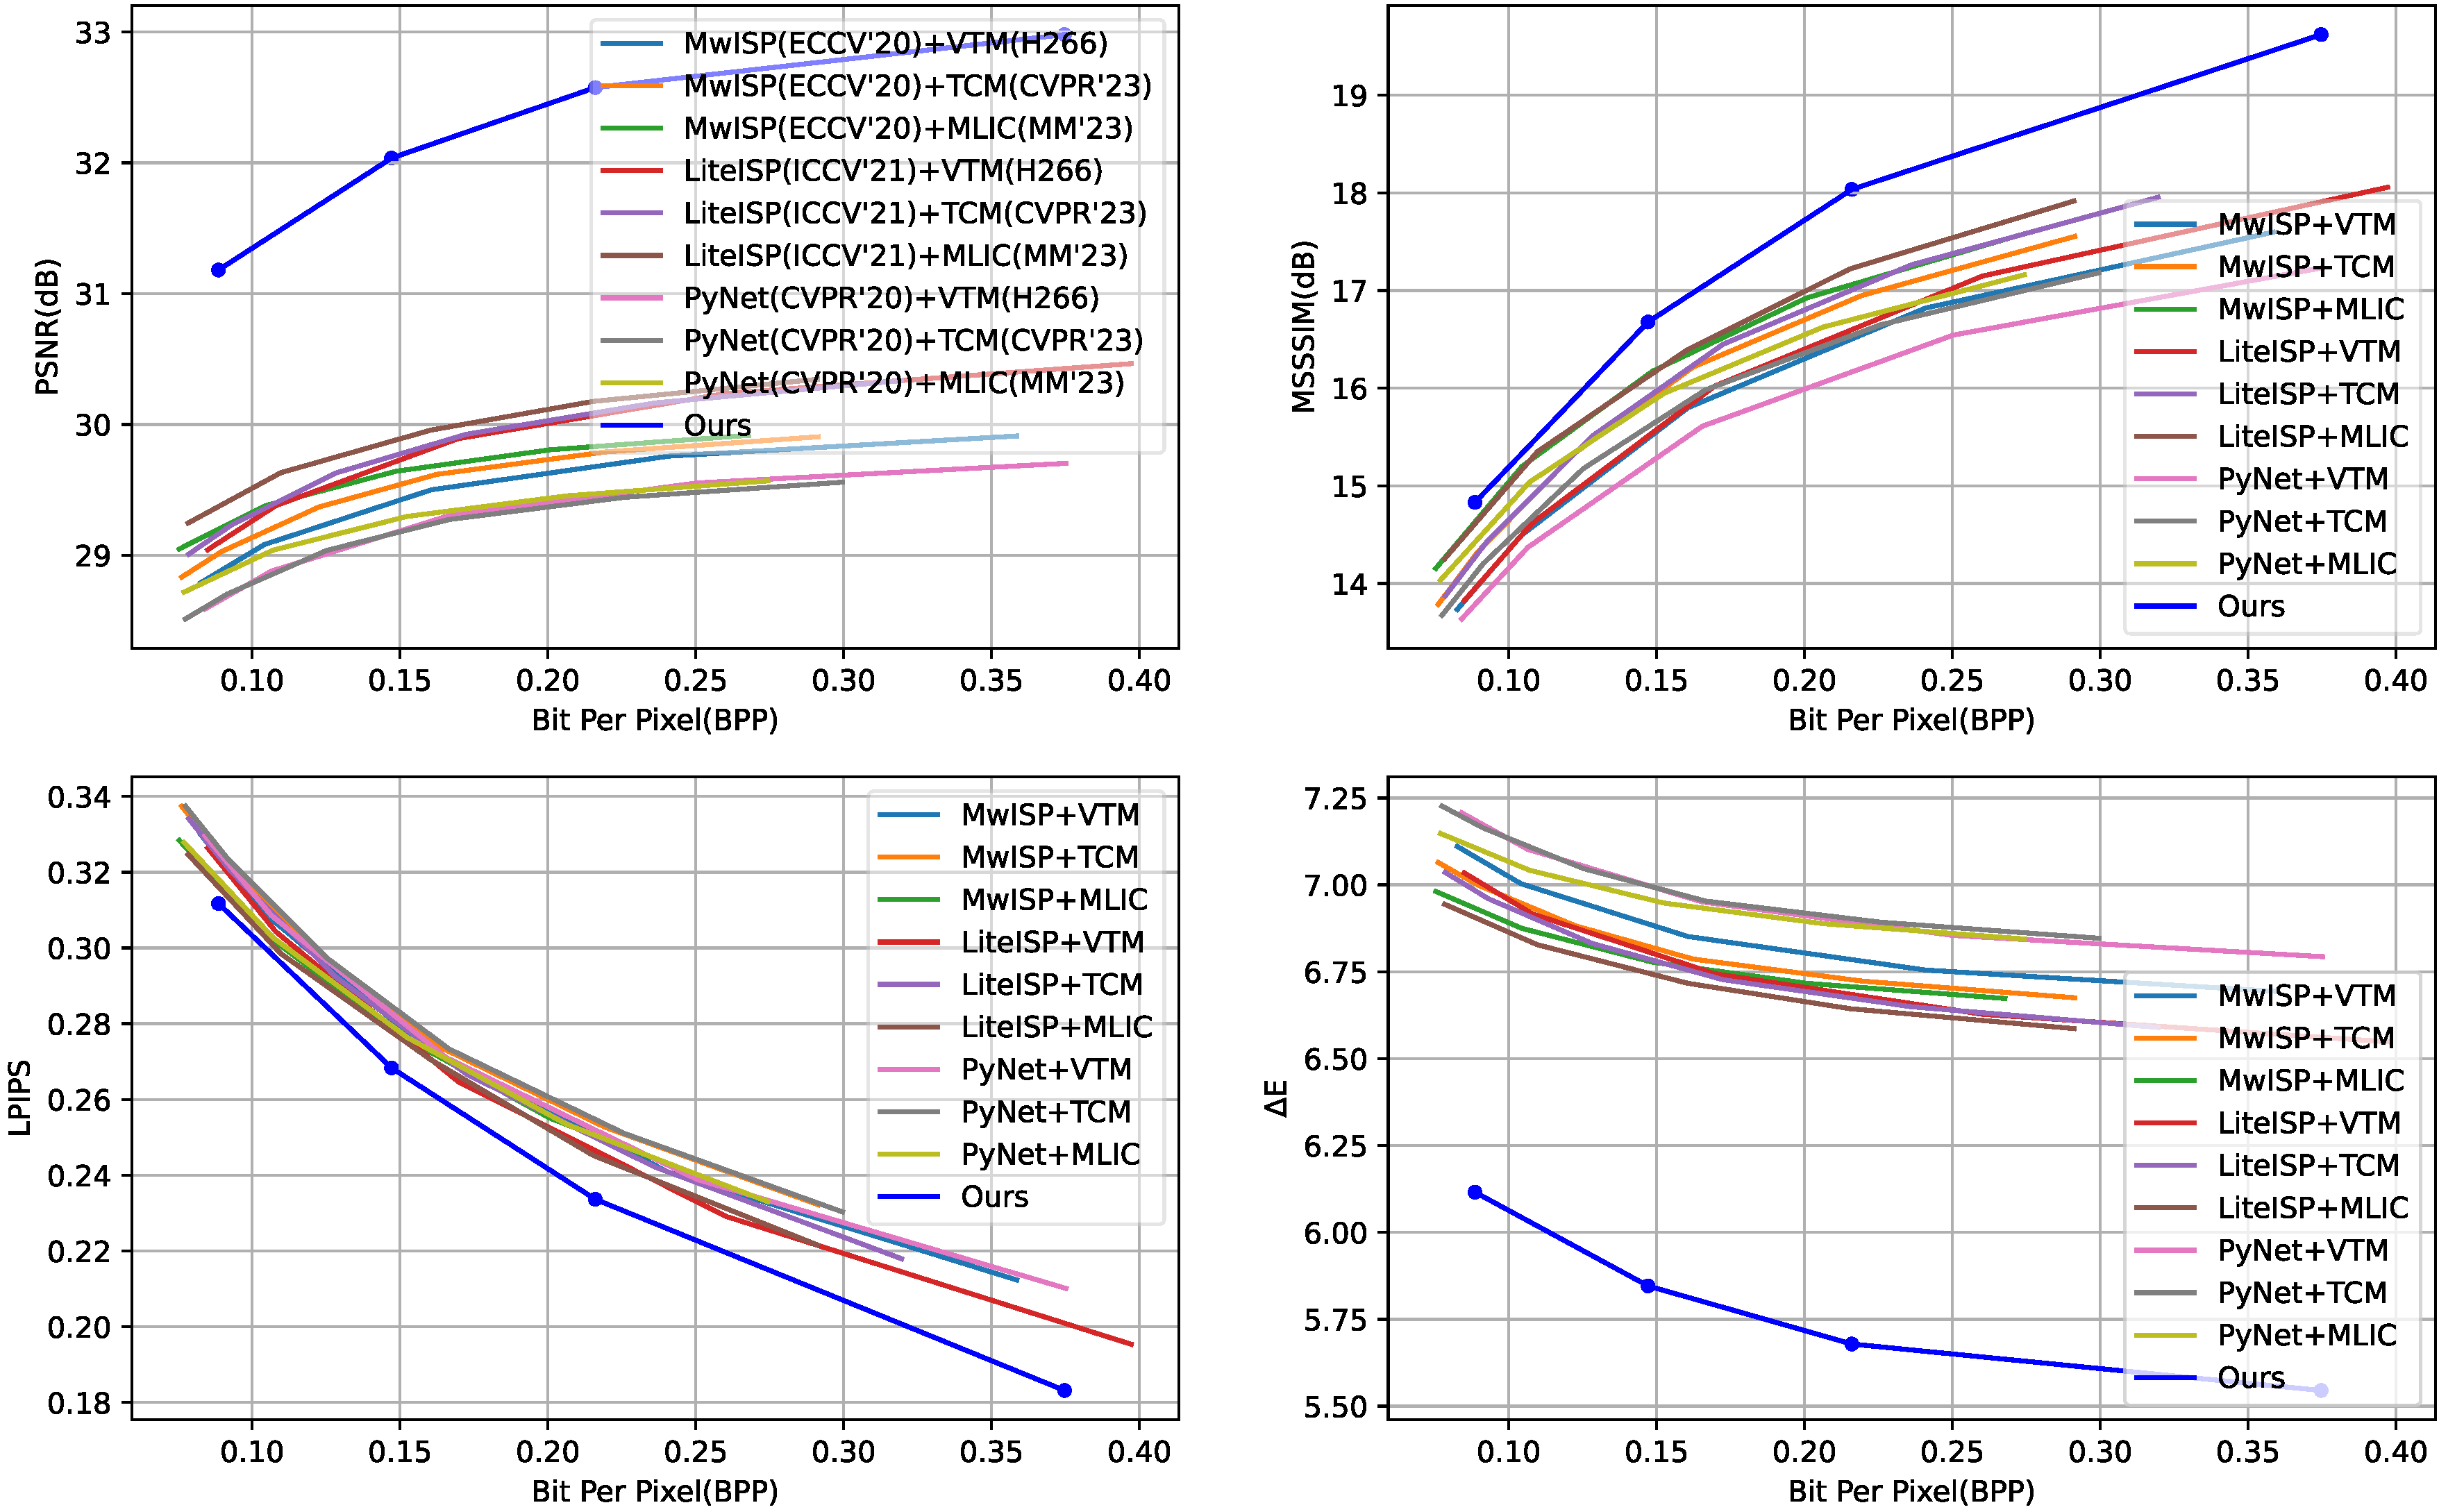 33
32
31
30
29
PSNR(dB)
0.10 0.15 0.20 0.25 0.30 0.35 0.40
Bit Per Pixel(BPP)
MwISP(ECCV'20)+VTM(H266)
MwISP(ECCV'20)+TCM(CVPR'23)
MwISP(ECCV'20)+MLIC(MM'23)
LiteISP(ICCV'21)+VTM(H266)
LiteISP(ICCV'21)+TCM(CVPR'23)
LiteISP(ICCV'21)+MLIC(MM'23)
PyNet(CVPR'20)+VTM(H266)
PyNet(CVPR'20)+TCM(CVPR'23)
PyNet(CVPR'20)+MLIC(MM'23)
Ours
19
18
17
16
15
14
MSSSIM(dB)
0.10 0.15 0.20 0.25 0.30 0.35 0.40
Bit Per Pixel(BPP)
MwISP+VTM
MwISP+TCM
MwISP+MLIC
LiteISP+VTM
LiteISP+TCM
LiteISP+MLIC
PyNet+VTM
PyNet+TCM
PyNet+MLIC
Ours
0.34
0.32
0.30
0.28
0.26
0.24
0.22
0.20
0.18
LPIPS
0.10 0.15 0.20 0.25 0.30 0.35 0.40
Bit Per Pixel(BPP)
MwISP+VTM
MwISP+TCM
MwISP+MLIC
LiteISP+VTM
LiteISP+TCM
LiteISP+MLIC
PyNet+VTM
PyNet+TCM
PyNet+MLIC
Ours
7.25
7.00
6.75
6.50
6.25
6.00
5.75
5.50
ΔE
0.10 0.15 0.20 0.25 0.30 0.35 0.40
Bit Per Pixel(BPP)
MwISP+VTM
MwISP+TCM
MwISP+MLIC
LiteISP+VTM
LiteISP+TCM
LiteISP+MLIC
PyNet+VTM
PyNet+TCM
PyNet+MLIC
Ours